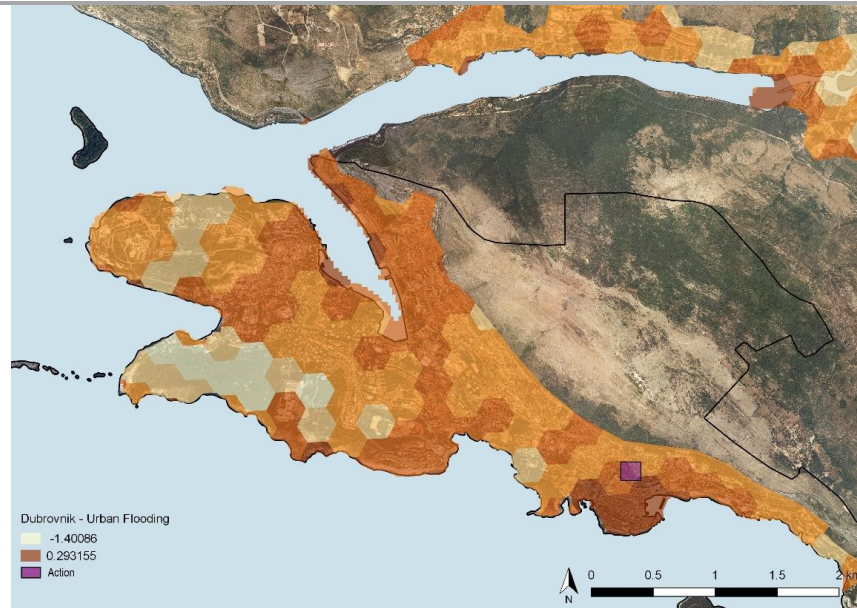 Dubrovnik - Urban Flooding
-1.40086
0.293155
Action
N
0 0.5 1 1.5 2 km